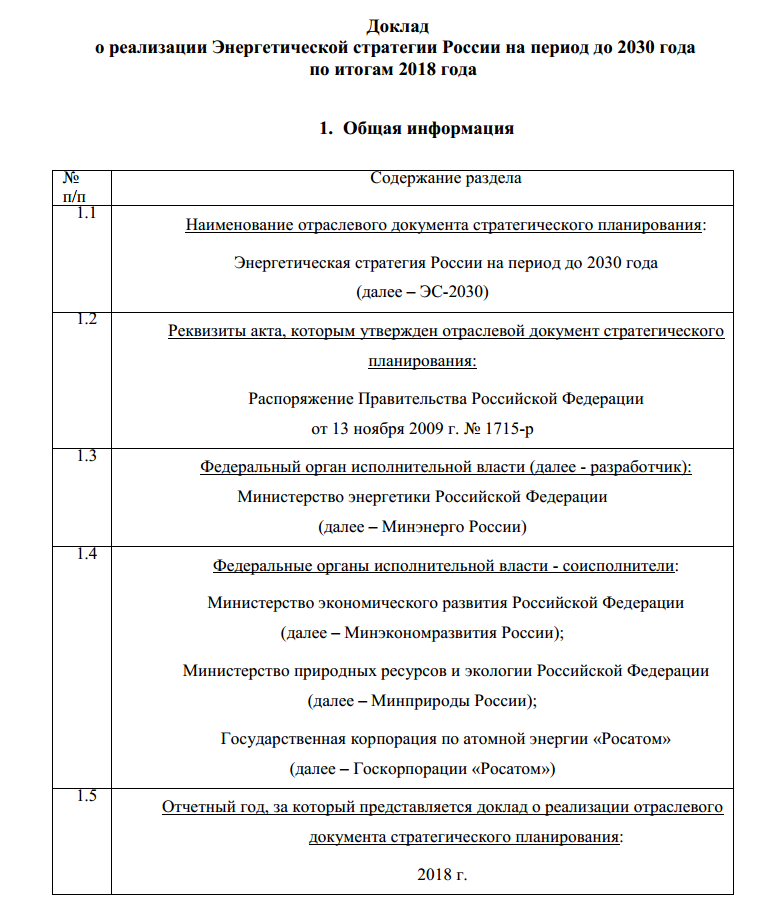 Доклад
о реализации Энергетической стратегии России на период до 2030 года
по итогам 2018 года
1. Общая информация
№
п/п
Содержание раздела
1.1
Наименование отраслевого документа стратегического планирования:
Энергетическая стратегия России на период до 2030 года
(далее – ЭС-2030)
1.2
Реквизиты акта, которым утвержден отраслевой документ стратегического
планирования:
Распоряжение Правительства Российской Федерации
от 13 ноября 2009 г. № 1715-р
1.3
Федеральный орган исполнительной власти (далее - разработчик):
Министерство энергетики Российской Федерации
(далее – Минэнерго России)
1.4
Федеральные органы исполнительной власти - соисполнители:
Министерство экономического развития Российской Федерации
(далее – Минэкономразвития России);
Министерство природных ресурсов и экологии Российской Федерации
(далее – Минприроды России);
Государственная корпорация по атомной энергии «Росатом»
(далее – Госкорпорации «Росатом»)
1.5
Отчетный год, за который представляется доклад о реализации отраслевого
документа стратегического планирования:
2018 г.